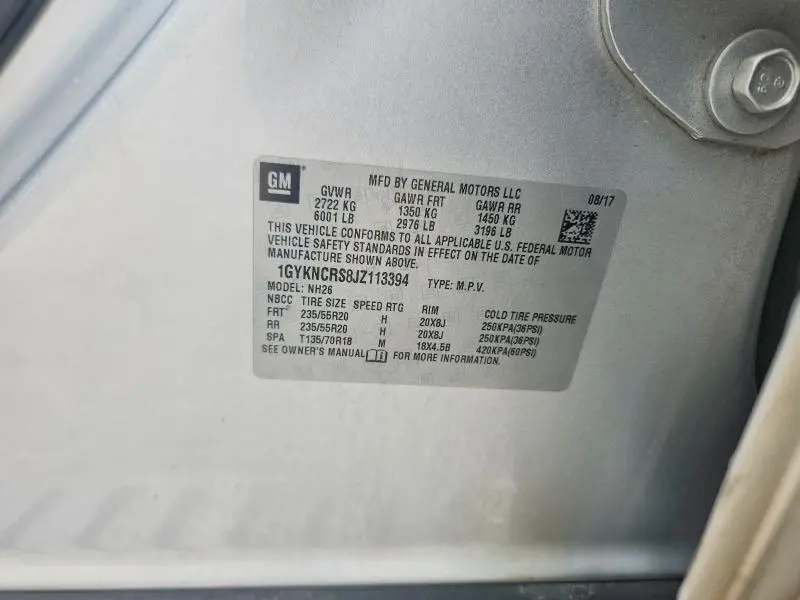 GM
MFD BY GENERAL MOTORS LLC 08/17
GVWR GAWR FRT GAWR RR
2722 KG 1350 KG 1450 KG
6001 LB 2976 LB 3196 LB
THIS VEHICLE CONFORMS TO ALL APPLICABLE U.S. FEDERAL MOTOR
VEHICLE SAFETY STANDARDS IN EFFECT ON THE DATE OF
MANUFACTURE SHOWN ABOVE.
1GYKNCRS8JZ113394 TYPE: M.P.V.
MODEL: NH26
NBCC TIRE SIZE SPEED RTG RIM COLD TIRE PRESSURE
FRT 235/55R20 H 20X8J 250KPA(36PSI)
RR 235/55R20 H 20X8J 250KPA(36PSI)
SPA T135/70R18 M 18X4.5B 420KPA(60PSI)
SEE OWNER'S MANUAL FOR MORE INFORMATION.